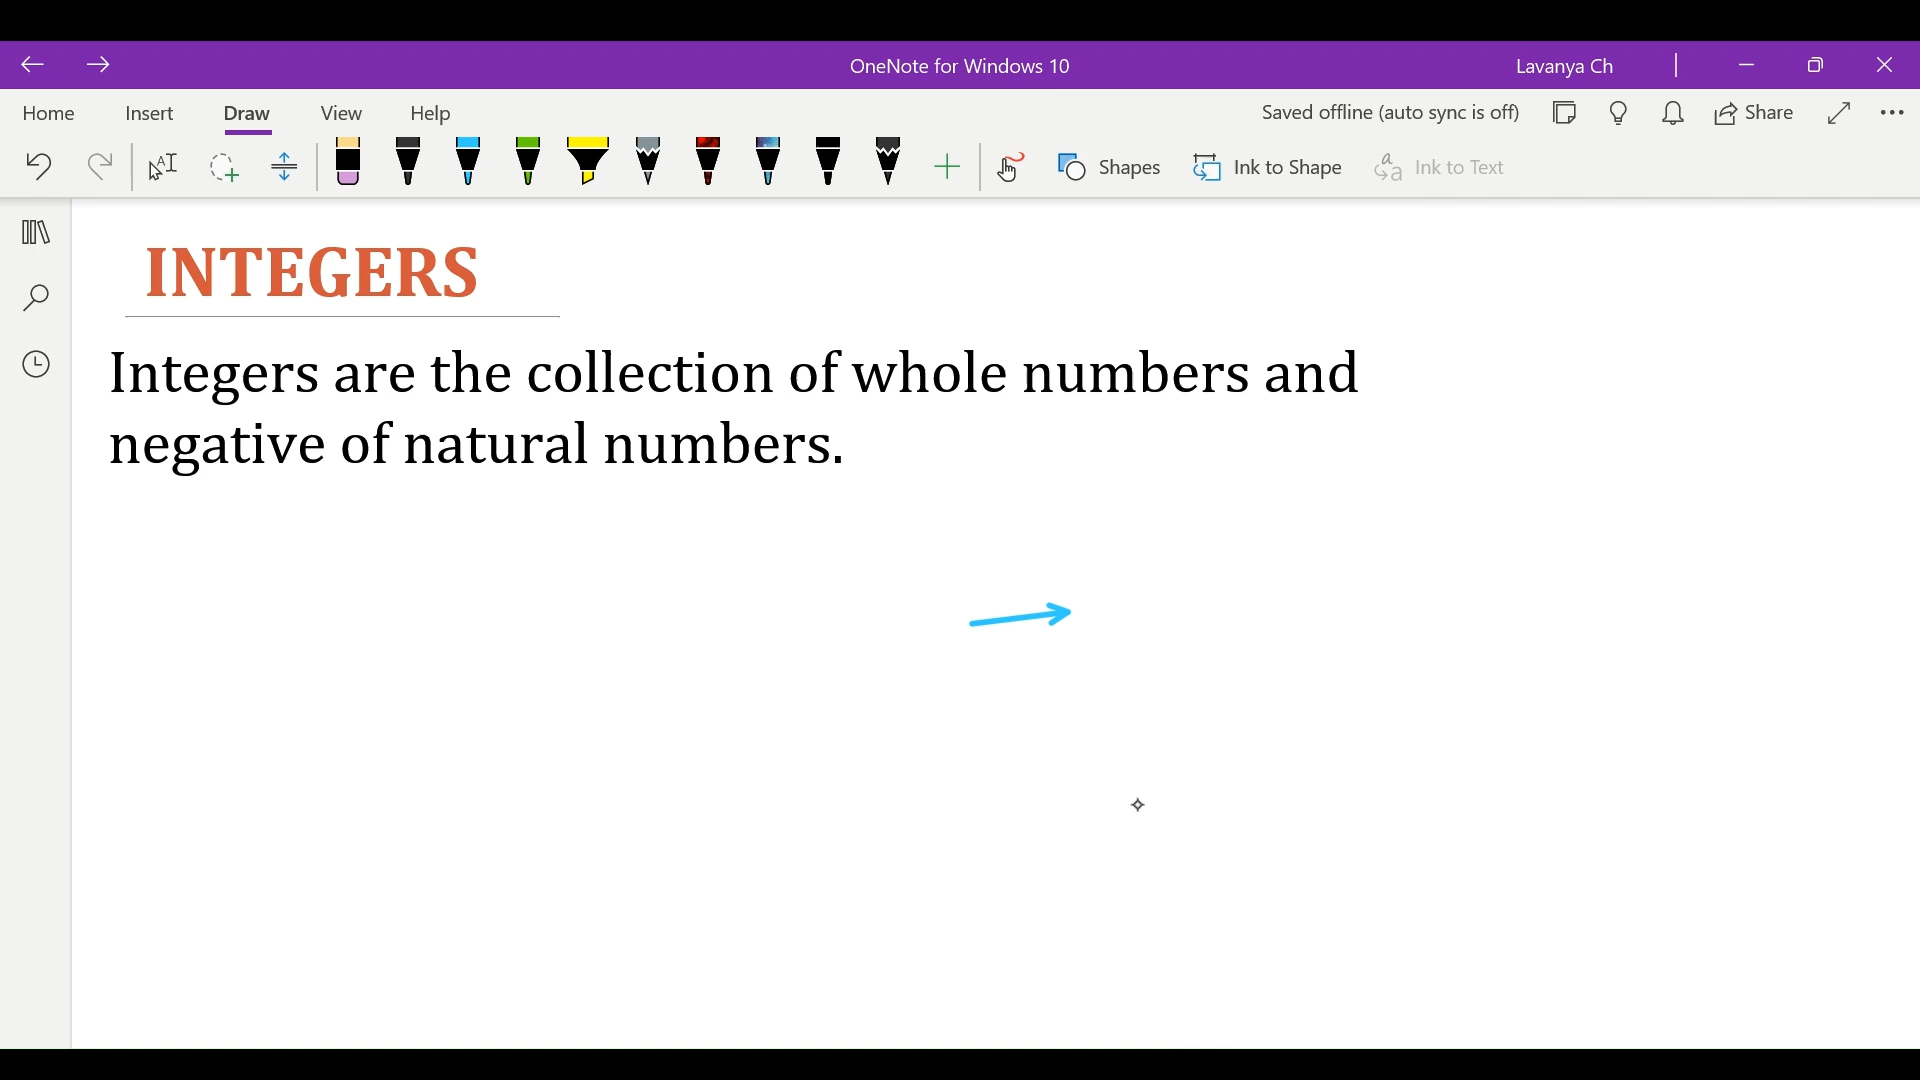 OneNote for Windows 10
Lavanya Ch
Home Insert Draw View Help
Saved offline (auto sync is off)
Share
Shapes
Ink to Shape
Ink to Text
INTEGERS
Integers are the collection of whole numbers and
negative of natural numbers.